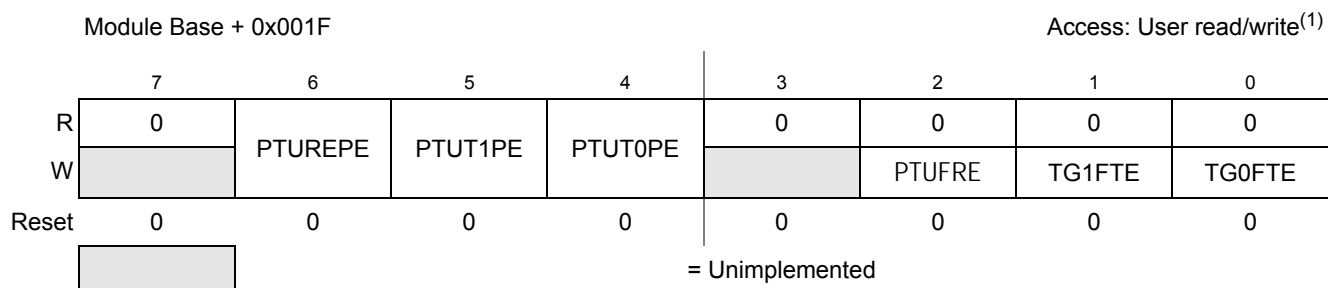 Module Base + 0x001F Access: User read/write(1)
7 6 5 4 3 2 1 0
R 0 PTUREPE PTUT1PE PTUT0PE 0 0 0 0
W PTUFRE TG1FTE TG0FTE
Reset 0 0 0 0 0 0 0 0
= Unimplemented